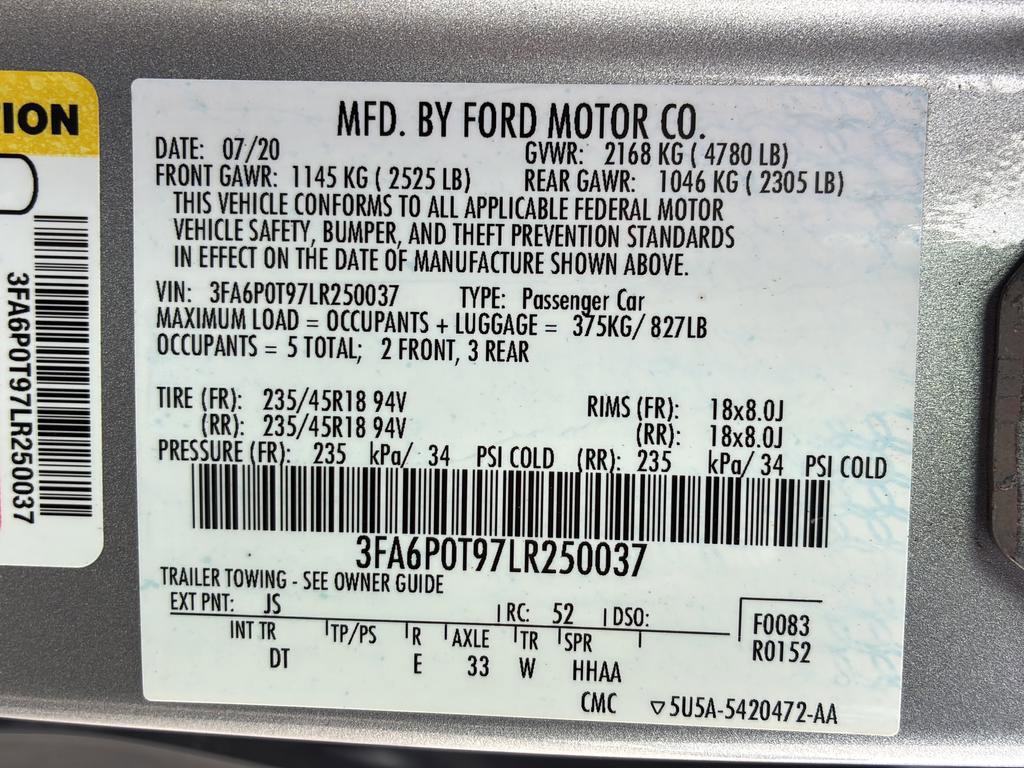 ION
3FA6P0T97LR250037
MFD. BY FORD MOTOR CO.
DATE: 07/20 GVWR: 2168 KG ( 4780 LB)
FRONT GAWR: 1145 KG ( 2525 LB) REAR GAWR: 1046 KG ( 2305 LB)
THIS VEHICLE CONFORMS TO ALL APPLICABLE FEDERAL MOTOR
VEHICLE SAFETY, BUMPER, AND THEFT PREVENTION STANDARDS
IN EFFECT ON THE DATE OF MANUFACTURE SHOWN ABOVE.
VIN: 3FA6P0T97LR250037 TYPE: Passenger Car
MAXIMUM LOAD = OCCUPANTS + LUGGAGE = 375KG/ 827LB
OCCUPANTS = 5 TOTAL; 2 FRONT, 3 REAR
TIRE (FR): 235/45R18 94V RIMS (FR): 18x8.0J
(RR): 235/45R18 94V (RR): 18x8.0J
PRESSURE (FR): 235 kPa/ 34 PSI COLD (RR): 235 kPa/ 34 PSI COLD
3FA6P0T97LR250037
TRAILER TOWING - SEE OWNER GUIDE
EXT PNT: JS RC: 52 DSO: F0083
INT TR TP/PS R AXLE TR SPR R0152
DT E 33 W HHAA
CMC ▽5U5A-5420472-AA